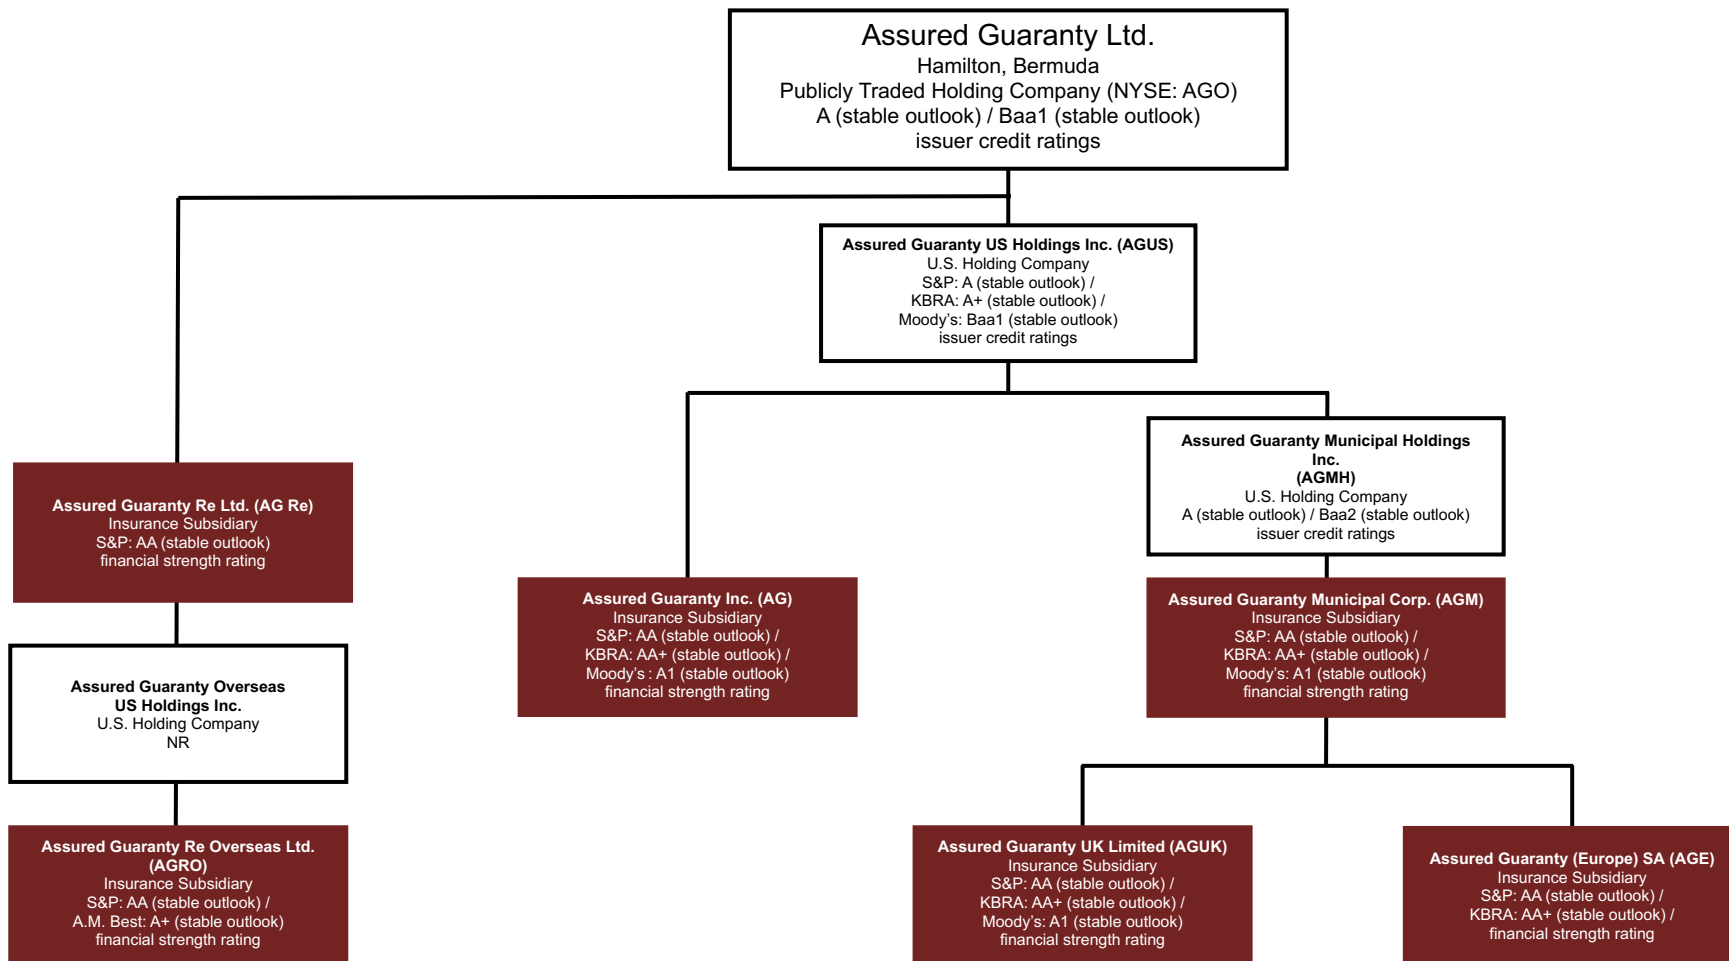 Assured Guaranty Ltd.
Hamilton, Bermuda
Publicly Traded Holding Company (NYSE: AGO)
A (stable outlook) / Baa1 (stable outlook)
issuer credit ratings
Assured Guaranty US Holdings Inc. (AGUS)
U.S. Holding Company
S&P: A (stable outlook) /
KBRA: A+ (stable outlook) /
Moody's: Baa1 (stable outlook)
issuer credit ratings
Assured Guaranty Municipal Holdings
Inc.
(AGMH)
U.S. Holding Company
A (stable outlook) / Baa2 (stable outlook)
issuer credit ratings
Assured Guaranty Re Ltd. (AG Re)
Insurance Subsidiary
S&P: AA (stable outlook)
financial strength rating
Assured Guaranty Inc. (AG)
Insurance Subsidiary
S&P: AA (stable outlook) /
KBRA: AA+ (stable outlook) /
Moody's : A1 (stable outlook)
financial strength rating
Assured Guaranty Municipal Corp. (AGM)
Insurance Subsidiary
S&P: AA (stable outlook) /
KBRA: AA+ (stable outlook) /
Moody's: A1 (stable outlook)
financial strength rating
Assured Guaranty Overseas
US Holdings Inc.
U.S. Holding Company
NR
Assured Guaranty Re Overseas Ltd.
(AGRO)
Insurance Subsidiary
S&P: AA (stable outlook) /
A.M. Best: A+ (stable outlook)
financial strength rating
Assured Guaranty UK Limited (AGUK)
Insurance Subsidiary
S&P: AA (stable outlook) /
KBRA: AA+ (stable outlook) /
Moody's: A1 (stable outlook)
financial strength rating
Assured Guaranty (Europe) SA (AGE)
Insurance Subsidiary
S&P: AA (stable outlook) /
KBRA: AA+ (stable outlook) /
financial strength rating